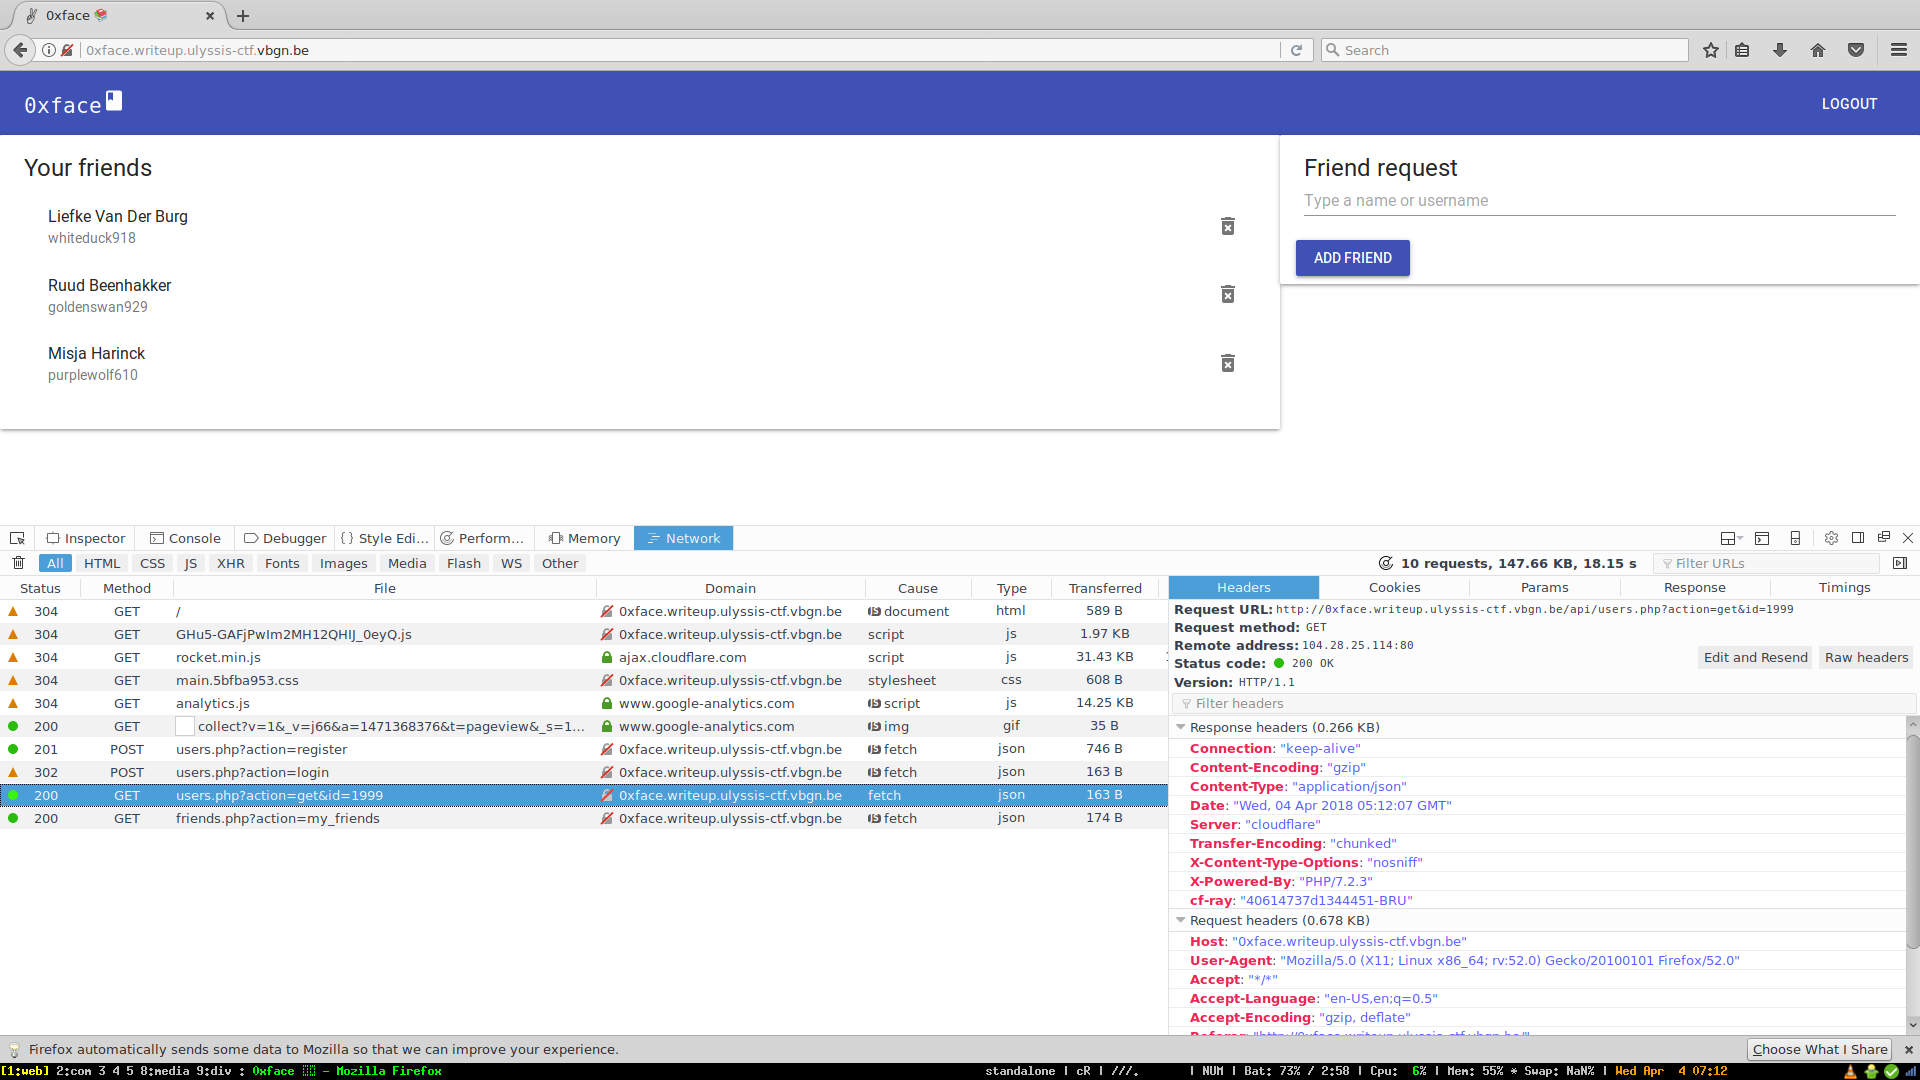 0xface
0xface.writeup.ulyssis-ctf.vbgn.be
Search
0xface
LOGOUT
Your friends
Liefke Van Der Burg
whiteduck918
Ruud Beenhakker
goldenswan929
Misja Harinck
purplewolf610
Friend request
Type a name or username
ADD FRIEND
Inspector Console Debugger Style Edi... Perform... Memory Network
All HTML CSS JS XHR Fonts Images Media Flash WS Other 10 requests, 147.66 KB, 18.15 s Filter URLs
Status Method File Domain Cause Type Transferred
304 GET / 0xface.writeup.ulyssis-ctf.vbgn.be document html 589 B
304 GET GHu5-GAFjPwIm2MH12QHIJ_0eyQ.js 0xface.writeup.ulyssis-ctf.vbgn.be script js 1.97 KB
304 GET rocket.min.js ajax.cloudflare.com script js 31.43 KB
304 GET main.5bfba953.css 0xface.writeup.ulyssis-ctf.vbgn.be stylesheet css 608 B
304 GET analytics.js www.google-analytics.com script js 14.25 KB
200 GET collect?v=1&_v=j66&a=1471368376&t=pageview&_s=1... www.google-analytics.com img gif 35 B
201 POST users.php?action=register 0xface.writeup.ulyssis-ctf.vbgn.be fetch json 746 B
302 POST users.php?action=login 0xface.writeup.ulyssis-ctf.vbgn.be fetch json 163 B
200 GET users.php?action=get&id=1999 0xface.writeup.ulyssis-ctf.vbgn.be fetch json 163 B
200 GET friends.php?action=my_friends 0xface.writeup.ulyssis-ctf.vbgn.be fetch json 174 B
Headers Cookies Params Response Timings
Request URL: http://0xface.writeup.ulyssis-ctf.vbgn.be/api/users.php?action=get&id=1999
Request method: GET
Remote address: 104.28.25.114:80
Status code: 200 OK
Edit and Resend Raw headers
Version: HTTP/1.1
Filter headers
Response headers (0.266 KB)
Connection: "keep-alive"
Content-Encoding: "gzip"
Content-Type: "application/json"
Date: "Wed, 04 Apr 2018 05:12:07 GMT"
Server: "cloudflare"
Transfer-Encoding: "chunked"
X-Content-Type-Options: "nosniff"
X-Powered-By: "PHP/7.2.3"
cf-ray: "40614737d1344451-BRU"
Request headers (0.678 KB)
Host: "0xface.writeup.ulyssis-ctf.vbgn.be"
User-Agent: "Mozilla/5.0 (X11; Linux x86_64; rv:52.0) Gecko/20100101 Firefox/52.0"
Accept: "*/*"
Accept-Language: "en-US,en;q=0.5"
Accept-Encoding: "gzip, deflate"
Referer: "http://0xface.writeup.ulyssis-ctf.vbgn.be/"
Firefox automatically sends some data to Mozilla so that we can improve your experience. Choose What I Share
[1:web] 2:com 3 4 5 8:media 9:div : 0xface - Mozilla Firefox standalone | cR | ///. | NUM | Bat: 73% / 2:58 | Cpu: 6% | Mem: 55% * Swap: NaN% | Wed Apr 4 07:12